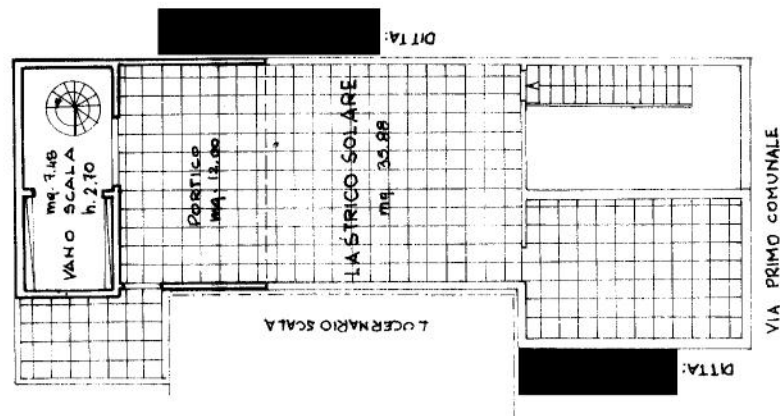 DITTA:
mq. 7.48
VANO SCALA
h. 2.70
PORTICO
mq. 12.00
LASTRICO SOLARE
mq 35.88
LUCERNARIO SCALA
VIA PRIMO COMUNALE
DITTA: